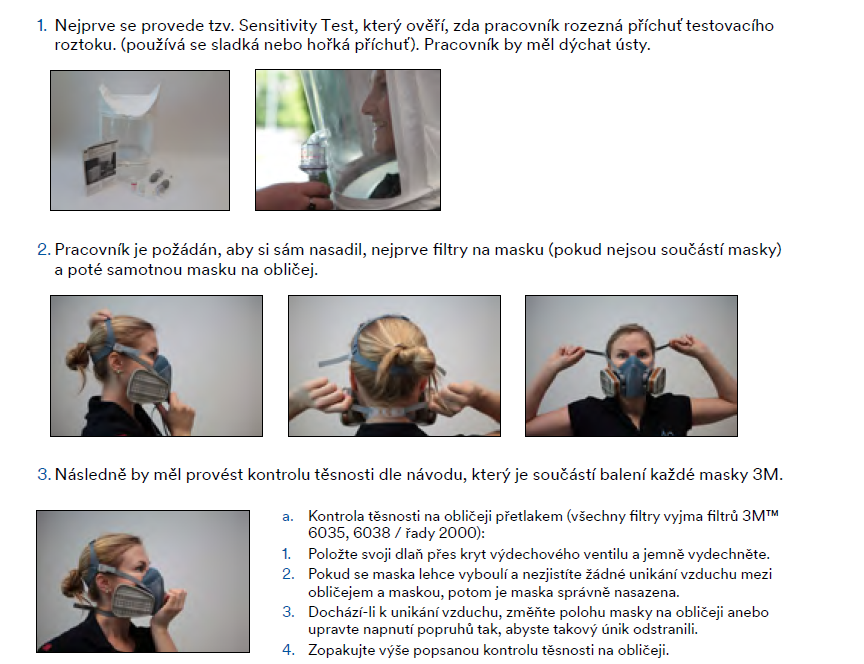 1. Nejprve se provede tzv. Sensitivity Test, který ověří, zda pracovník rozezná příchuť testovacího
roztoku. (používá se sladká nebo hořká příchuť). Pracovník by měl dýchat ústy.
2. Pracovník je požádán, aby si sám nasadil, nejprve filtry na masku (pokud nejsou součástí masky)
a poté samotnou masku na obličej.
3. Následně by měl provést kontrolu těsnosti dle návodu, který je součástí balení každé masky 3M.
a. Kontrola těsnosti na obličeji přetlakem (všechny filtry vyjma filtrů 3M™
6035, 6038 / řady 2000):
1. Položte svoji dlaň přes kryt výdechového ventilu a jemně vydechněte.
2. Pokud se maska lehce vyboulí a nezjistíte žádné unikání vzduchu mezi
obličejem a maskou, potom je maska správně nasazena.
3. Dochází-li k unikání vzduchu, změňte polohu masky na obličeji anebo
upravte napnutí popruhů tak, abyste takový únik odstranili.
4. Zopakujte výše popsanou kontrolu těsnosti na obličeji.